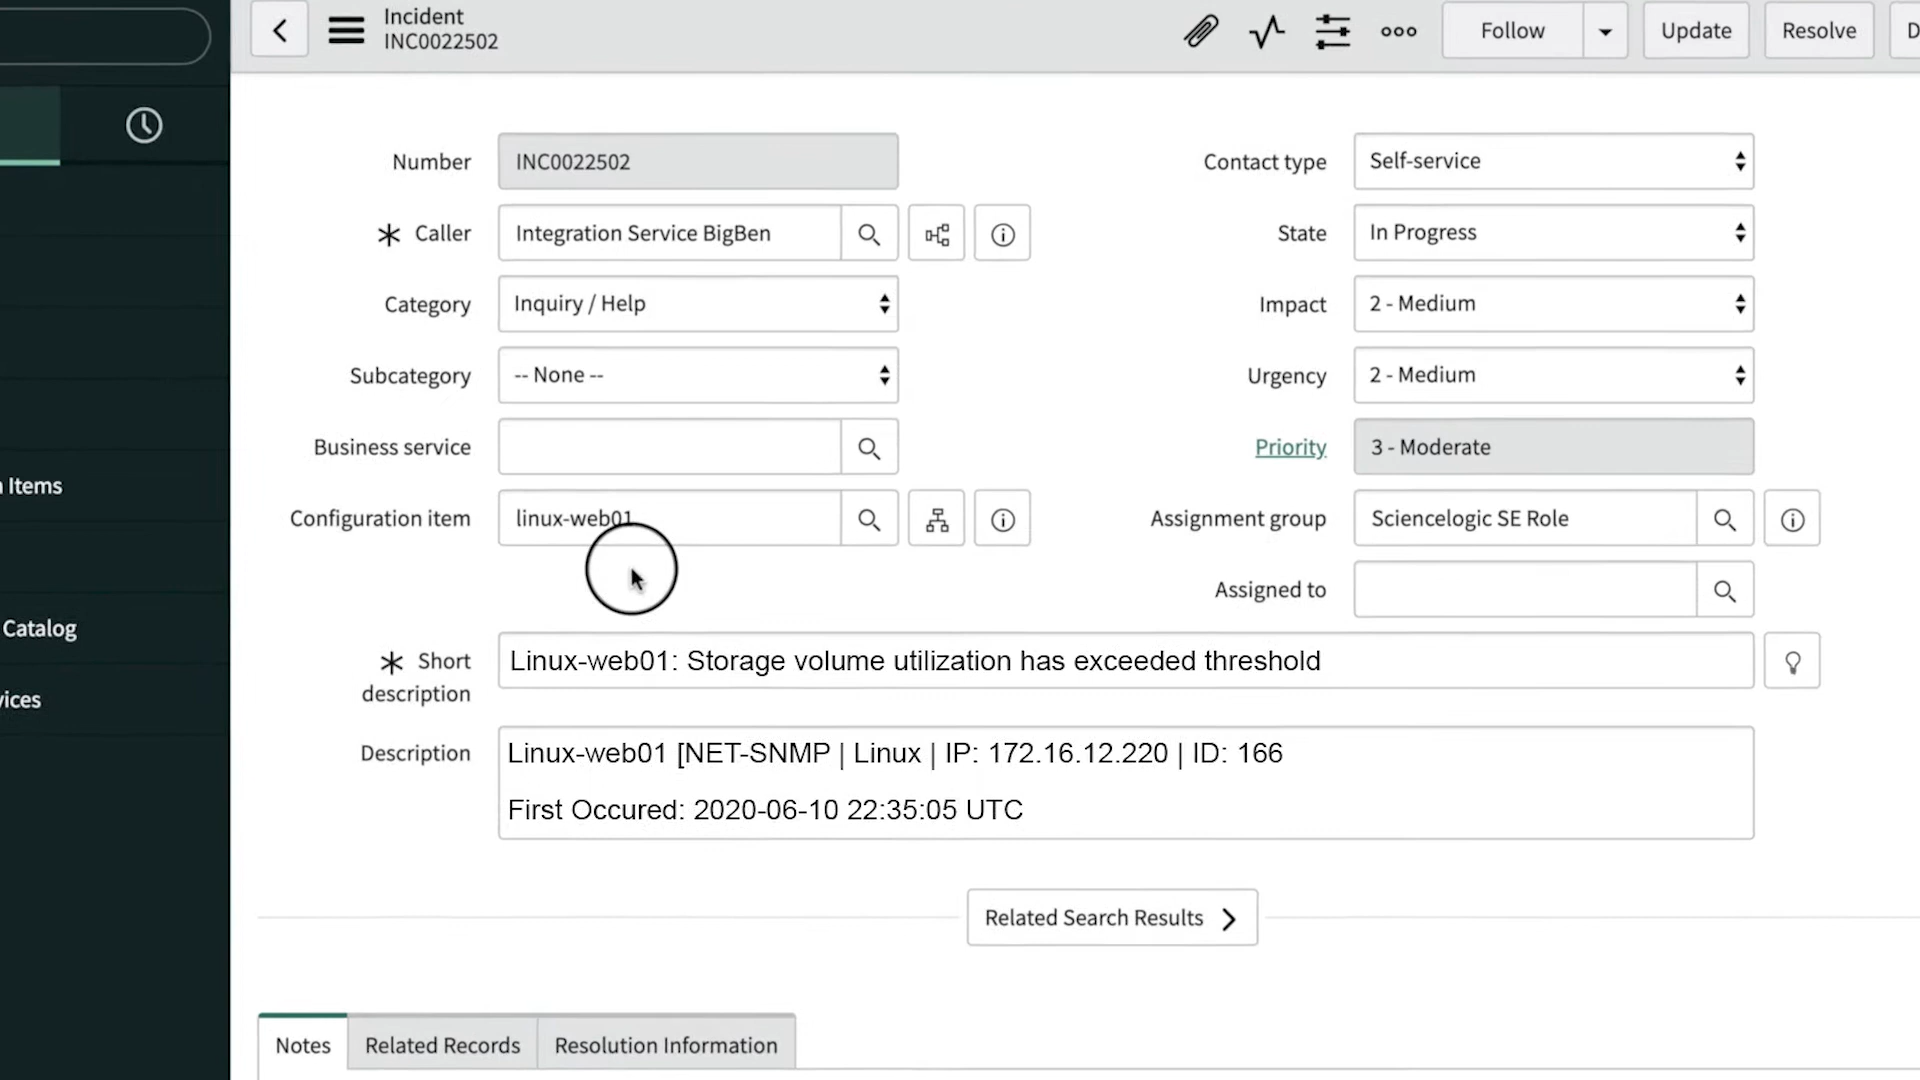 Incident
INC0022502
Follow
Update
Resolve
Number
INC0022502
Contact type
Self-service
Caller
Integration Service BigBen
State
In Progress
Category
Inquiry / Help
Impact
2 - Medium
Subcategory
-- None --
Urgency
2 - Medium
Business service
Priority
3 - Moderate
Items
Configuration item
linux-web01
Assignment group
Sciencelogic SE Role
Assigned to
Catalog
Short
description
Linux-web01: Storage volume utilization has exceeded threshold
vices
Description
Linux-web01 [NET-SNMP | Linux | IP: 172.16.12.220 | ID: 166
First Occured: 2020-06-10 22:35:05 UTC
Related Search Results
Notes
Related Records
Resolution Information